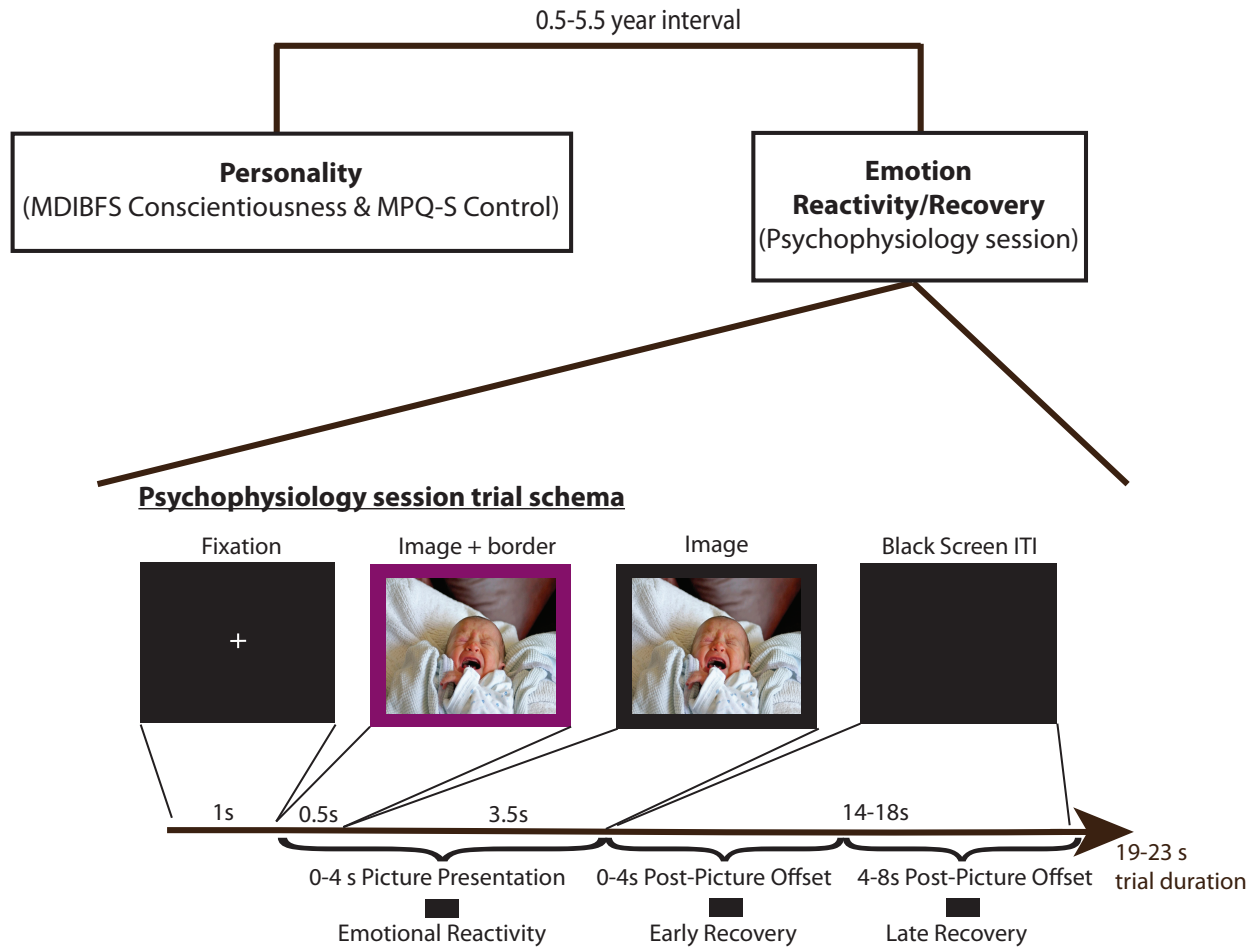 0.5-5.5 year interval
Personality
(MDIBFS Conscientiousness & MPQ-S Control)
Emotion
Reactivity/Recovery
(Psychophysiology session)
Psychophysiology session trial schema
Fixation
Image + border
Image
Black Screen ITI
1s
0.5s
3.5s
14-18s
19-23 s
trial duration
0-4 s Picture Presentation
0-4s Post-Picture Offset
4-8s Post-Picture Offset
Emotional Reactivity
Early Recovery
Late Recovery